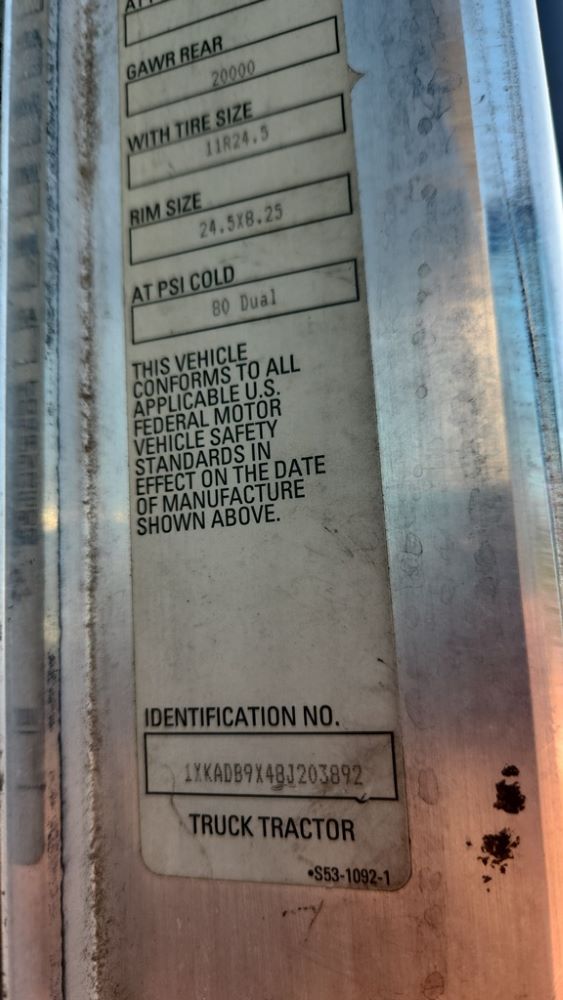 GAWR REAR
20000
WITH TIRE SIZE
11R24.5
RIM SIZE
24.5X8.25
AT PSI COLD
80 Dual
THIS VEHICLE
CONFORMS TO ALL
APPLICABLE U.S.
FEDERAL MOTOR
VEHICLE SAFETY
STANDARDS IN
EFFECT ON THE DATE
OF MANUFACTURE
SHOWN ABOVE.
IDENTIFICATION NO.
1XKADB9X4BJ203892
TRUCK TRACTOR
•S53-1092-1